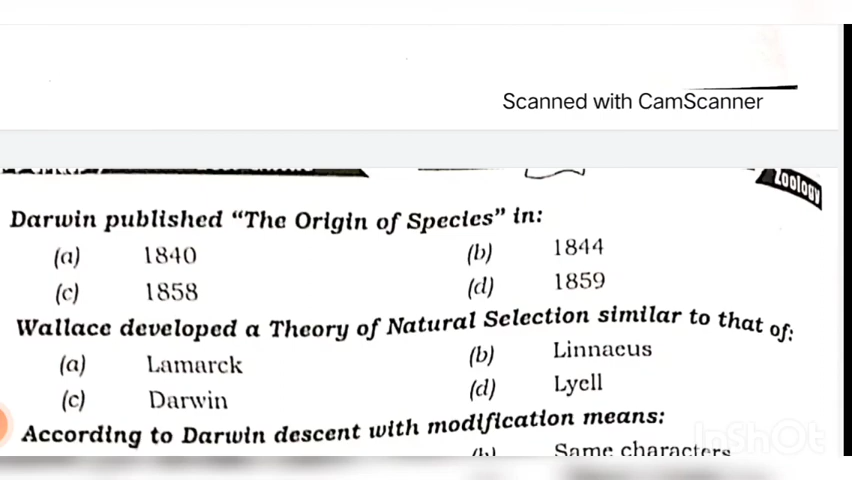 Scanned with CamScanner
Zoology
Darwin published “The Origin of Species” in:
(a) 1840 (b) 1844
(c) 1858 (d) 1859
Wallace developed a Theory of Natural Selection similar to that of:
(a) Lamarck (b) Linnaeus
(c) Darwin (d) Lyell
According to Darwin descent with modification means:
(b) Same characters
InShOt